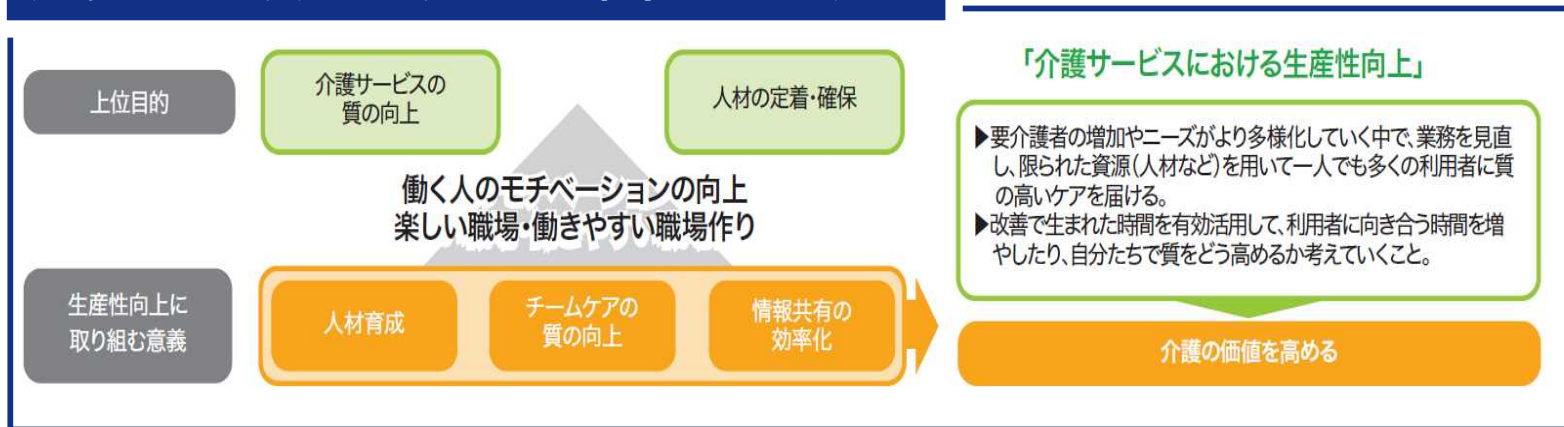 上位目的
介護サービスの
質の向上
人材の定着・確保
働く人のモチベーションの向上
楽しい職場・働きやすい職場作り
生産性向上に
取り組む意義
人材育成
チームケアの
質の向上
情報共有の
効率化
「介護サービスにおける生産性向上」
▶要介護者の増加やニーズがより多様化していく中で、業務を見直
し、限られた資源（人材など）を用いて一人でも多くの利用者に質
の高いケアを届ける。
▶改善で生まれた時間を有効活用して、利用者に向き合う時間を増
やしたり、自分たちで質をどう高めるか考えていくこと。
介護の価値を高める